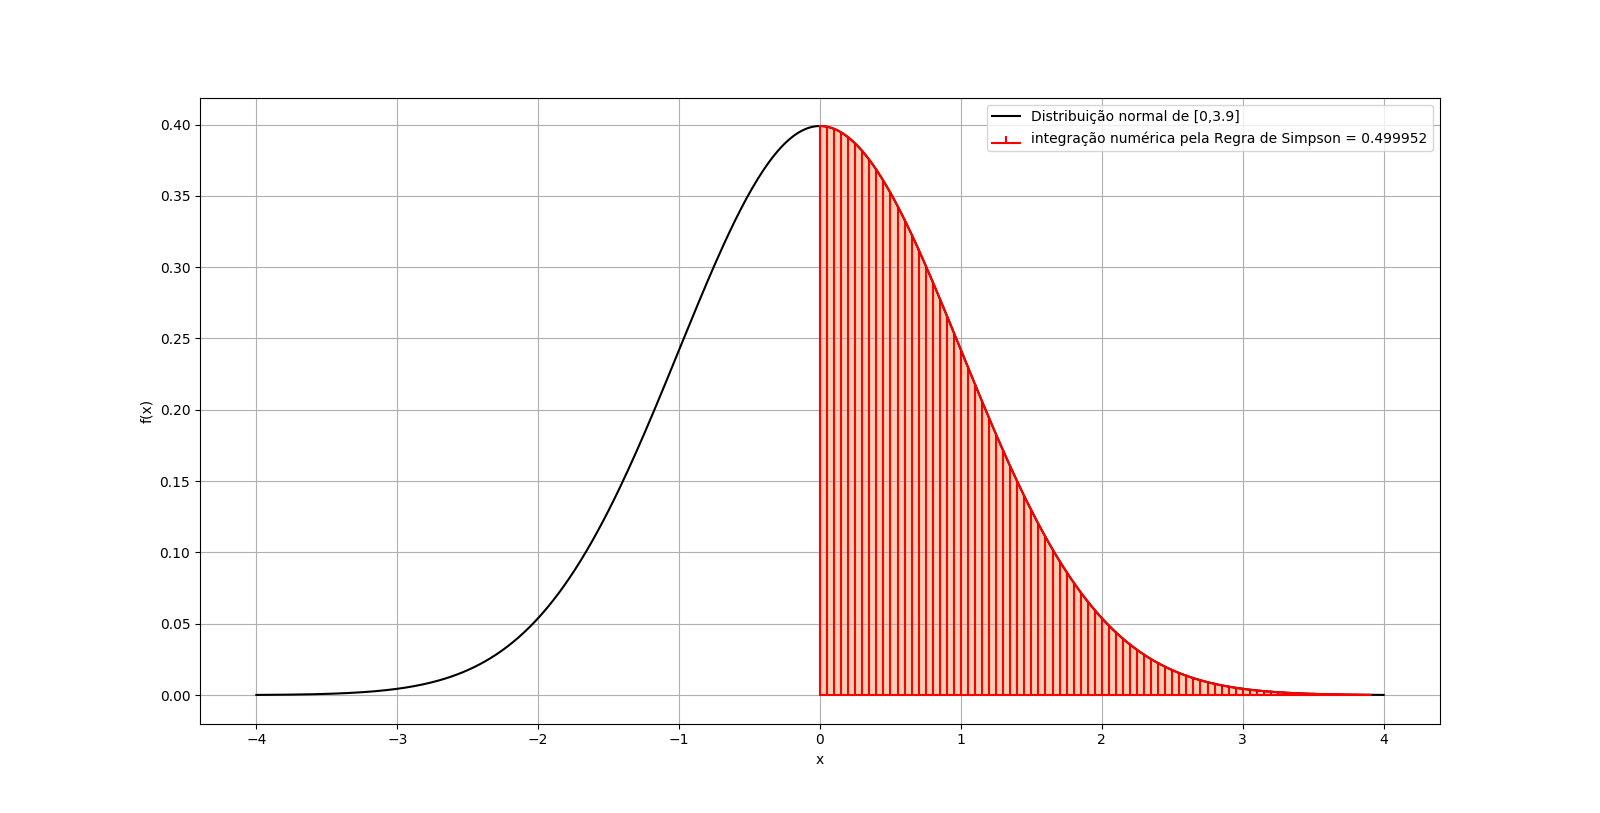 Distribuição normal de [0,3.9]
integração numérica pela Regra de Simpson = 0.499952
0.40
0.35
0.30
0.25
0.20
0.15
0.10
0.05
0.00
f(x)
−4 −3 −2 −1 0 1 2 3 4
x